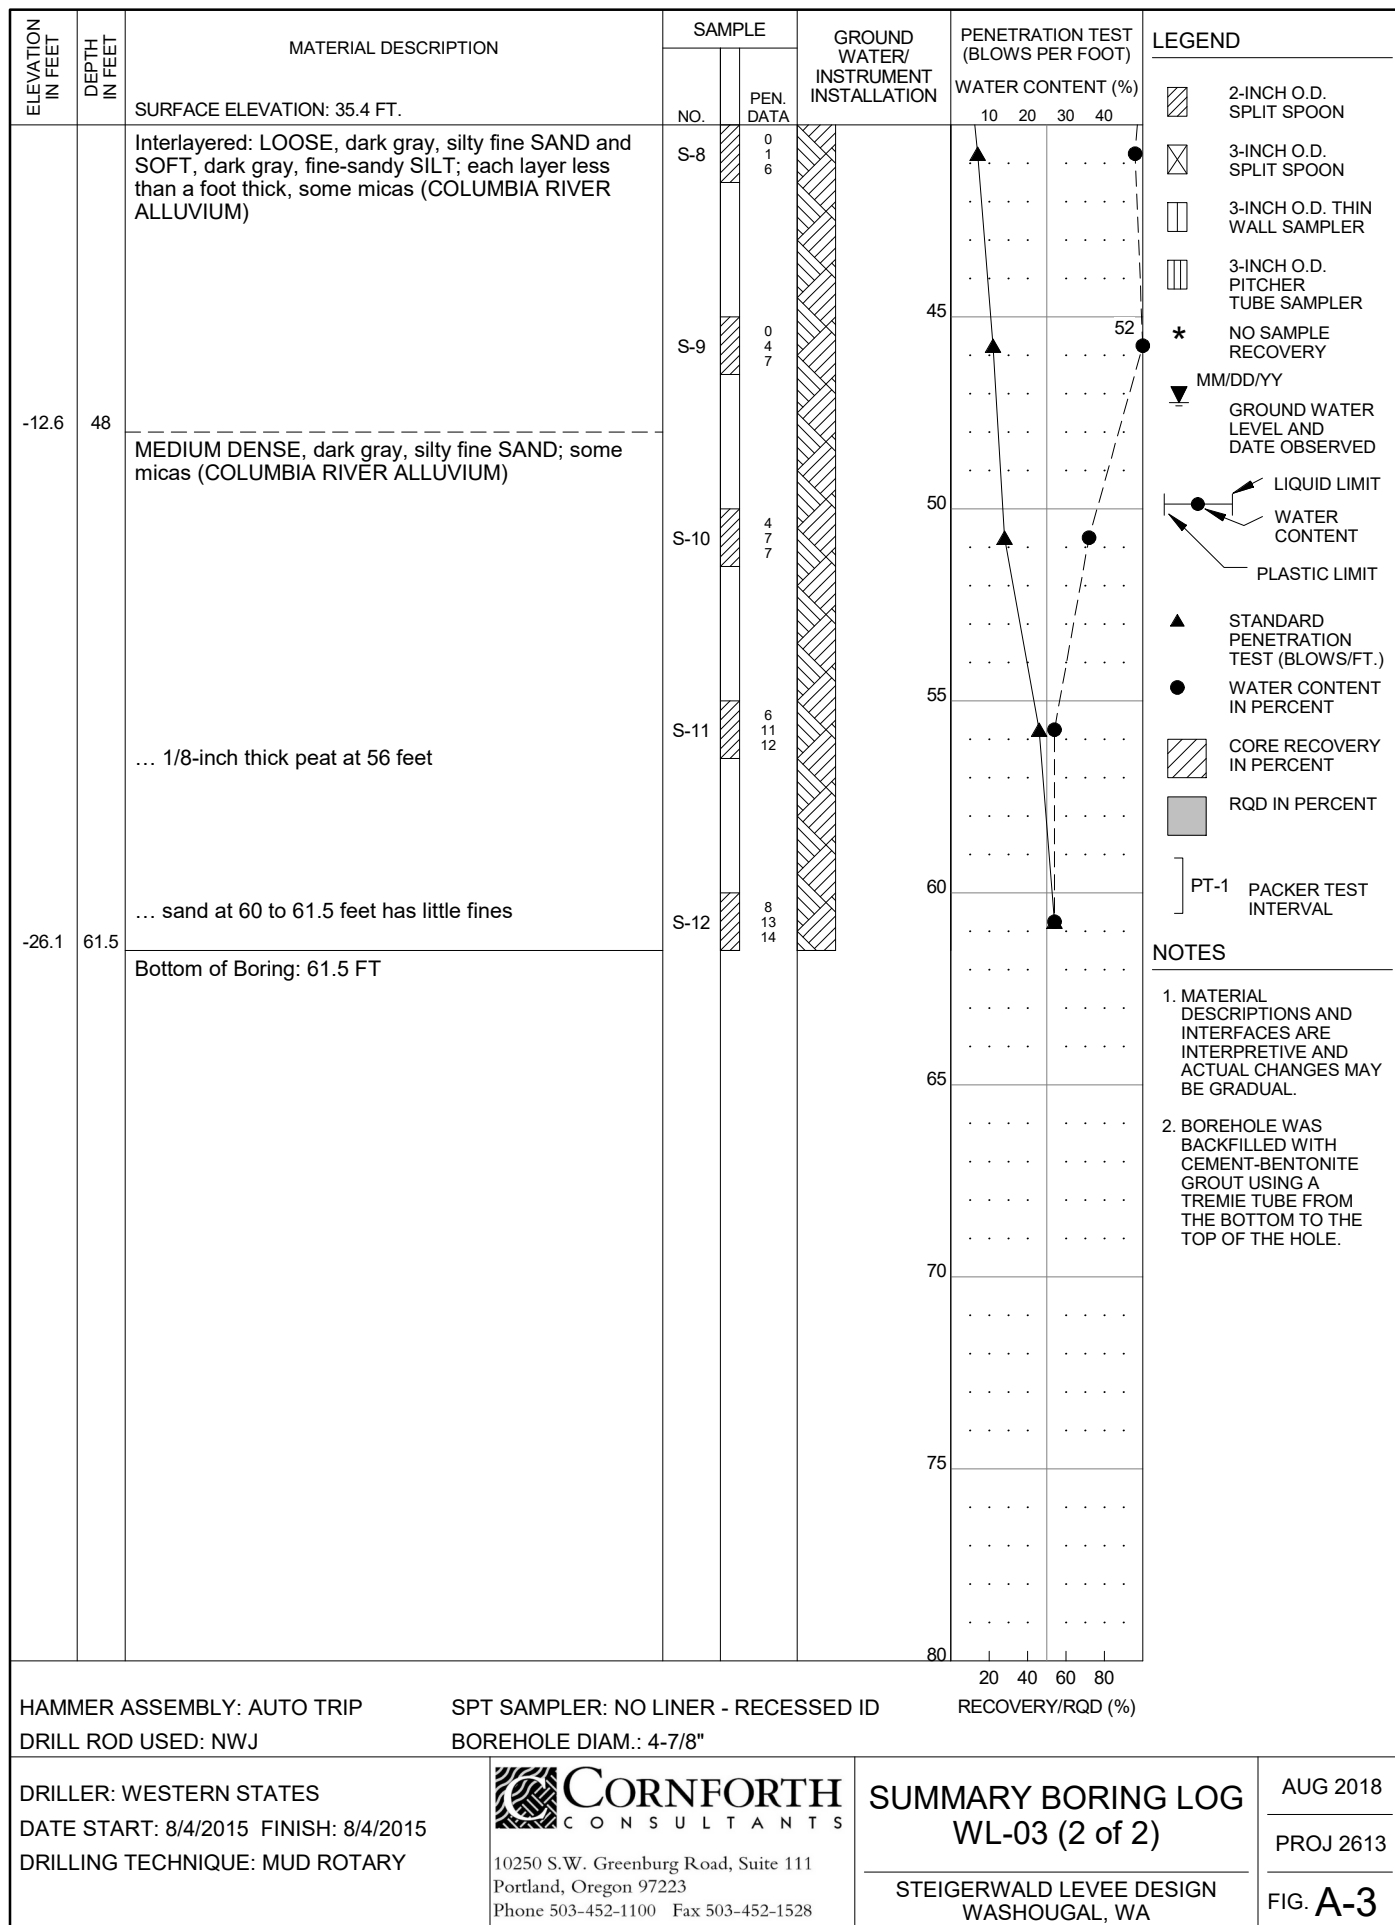 ELEVATION
IN FEET
DEPTH
IN FEET
MATERIAL DESCRIPTION
SURFACE ELEVATION: 35.4 FT.
SAMPLE
NO.
PEN.
DATA
GROUND
WATER/
INSTRUMENT
INSTALLATION
PENETRATION TEST
(BLOWS PER FOOT)
WATER CONTENT (%)
10 20 30 40
Interlayered: LOOSE, dark gray, silty fine SAND and
SOFT, dark gray, fine-sandy SILT; each layer less
than a foot thick, some micas (COLUMBIA RIVER
ALLUVIUM)
S-8
0
1
6
45
52
S-9
0
4
7
-12.6 48
MEDIUM DENSE, dark gray, silty fine SAND; some
micas (COLUMBIA RIVER ALLUVIUM)
50
S-10
4
7
7
55
S-11
6
11
12
... 1/8-inch thick peat at 56 feet
60
... sand at 60 to 61.5 feet has little fines
S-12
8
13
14
-26.1 61.5
Bottom of Boring: 61.5 FT
65
70
75
80
20 40 60 80
RECOVERY/RQD (%)
LEGEND
2-INCH O.D.
SPLIT SPOON
3-INCH O.D.
SPLIT SPOON
3-INCH O.D. THIN
WALL SAMPLER
3-INCH O.D.
PITCHER
TUBE SAMPLER
* NO SAMPLE
RECOVERY
MM/DD/YY
GROUND WATER
LEVEL AND
DATE OBSERVED
LIQUID LIMIT
WATER
CONTENT
PLASTIC LIMIT
STANDARD
PENETRATION
TEST (BLOWS/FT.)
WATER CONTENT
IN PERCENT
CORE RECOVERY
IN PERCENT
RQD IN PERCENT
PT-1 PACKER TEST
INTERVAL
NOTES
1. MATERIAL
DESCRIPTIONS AND
INTERFACES ARE
INTERPRETIVE AND
ACTUAL CHANGES MAY
BE GRADUAL.
2. BOREHOLE WAS
BACKFILLED WITH
CEMENT-BENTONITE
GROUT USING A
TREMIE TUBE FROM
THE BOTTOM TO THE
TOP OF THE HOLE.
HAMMER ASSEMBLY: AUTO TRIP
SPT SAMPLER: NO LINER - RECESSED ID
DRILL ROD USED: NWJ
BOREHOLE DIAM.: 4-7/8"
DRILLER: WESTERN STATES
DATE START: 8/4/2015 FINISH: 8/4/2015
DRILLING TECHNIQUE: MUD ROTARY
CORNFORTH
CONSULTANTS
10250 S.W. Greenburg Road, Suite 111
Portland, Oregon 97223
Phone 503-452-1100 Fax 503-452-1528
SUMMARY BORING LOG
WL-03 (2 of 2)
STEIGERWALD LEVEE DESIGN
WASHOUGAL, WA
AUG 2018
PROJ 2613
FIG. A-3